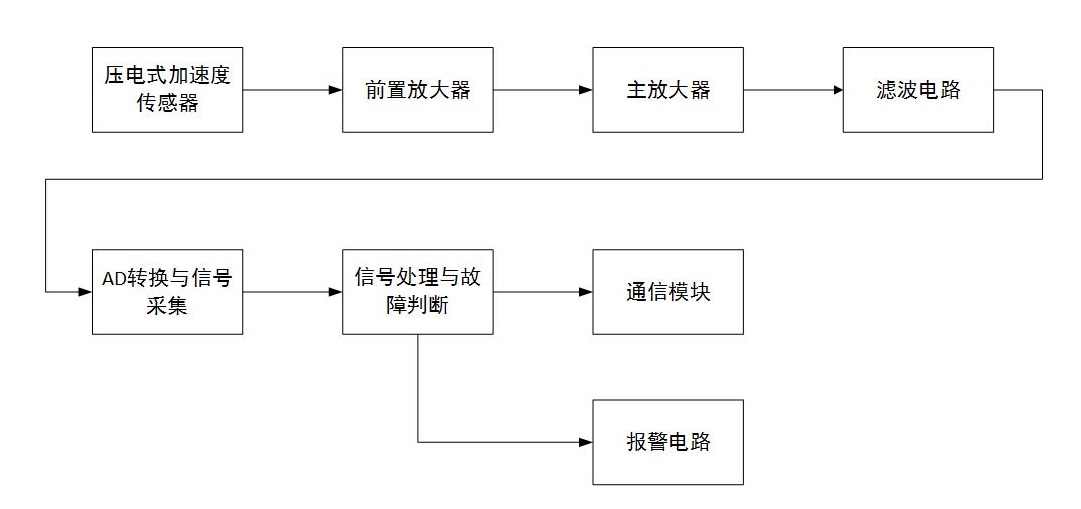 压电式加速度
传感器
前置放大器
主放大器
滤波电路
AD转换与信号
采集
信号处理与故
障判断
通信模块
报警电路